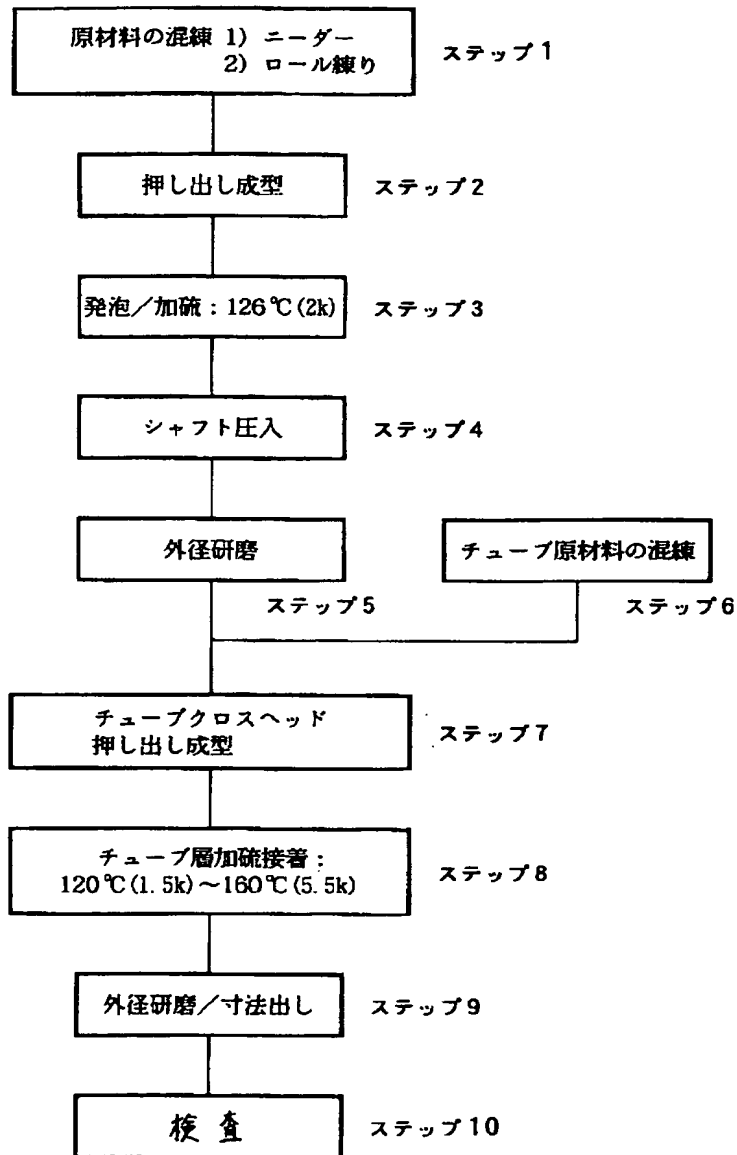 原材料の混練 1) ニーダー
2) ロール練り
ステップ1
押し出し成型
ステップ2
発泡/加硫:126℃(2k)
ステップ3
シャフト圧入
ステップ4
外径研磨
チューブ原材料の混練
ステップ5
ステップ6
チューブクロスヘッド
押し出し成型
ステップ7
チューブ層加硫接着:
120℃(1.5k)~160℃(5.5k)
ステップ8
外径研磨/寸法出し
ステップ9
検査
ステップ10